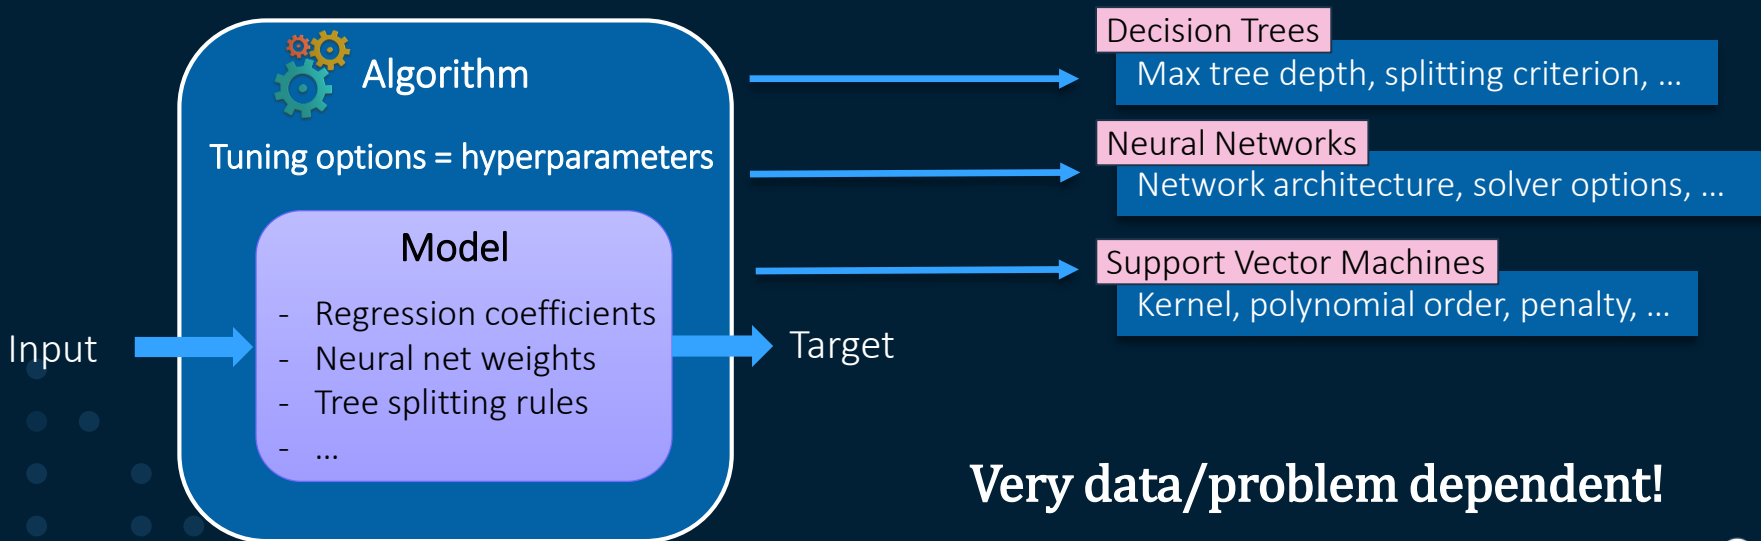 Algorithm
Tuning options = hyperparameters
Model
- Regression coefficients
- Neural net weights
- Tree splitting rules
- ...
Input
Target
Decision Trees
Max tree depth, splitting criterion, ...
Neural Networks
Network architecture, solver options, ...
Support Vector Machines
Kernel, polynomial order, penalty, ...
Very data/problem dependent!